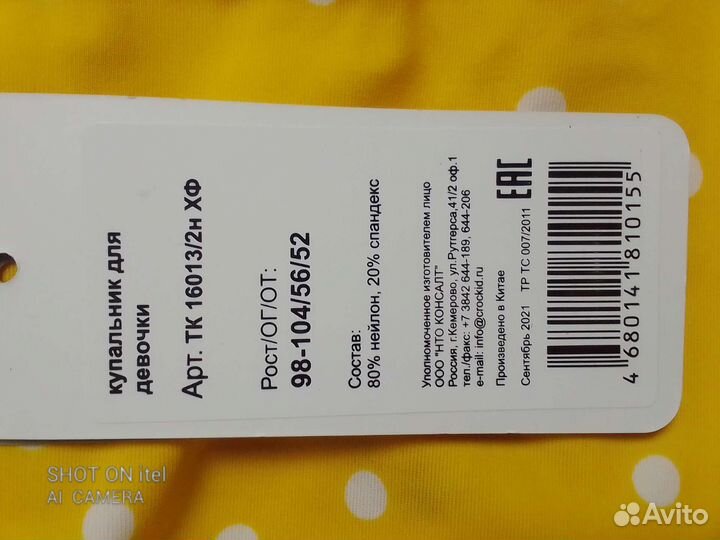 купальник для
девочки
Арт. ТК 16013/2н ХФ
Рост/ОГ/ОТ:
98-104/56/52
Состав:
80% нейлон, 20% спандекс
Уполномоченное изготовителем лицо
ООО "НТО КОНСАЛТ"
Россия, г.Кемерово, ул.Рутгерса,41/2 оф.1
тел./факс: +7 3842 644-189, 644-206
e-mail: info@crockid.ru
Произведено в Китае
Сентябрь 2021 ТР ТС 007/2011
EAC
4 680141 810155
SHOT ON itel
AI CAMERA
Avito